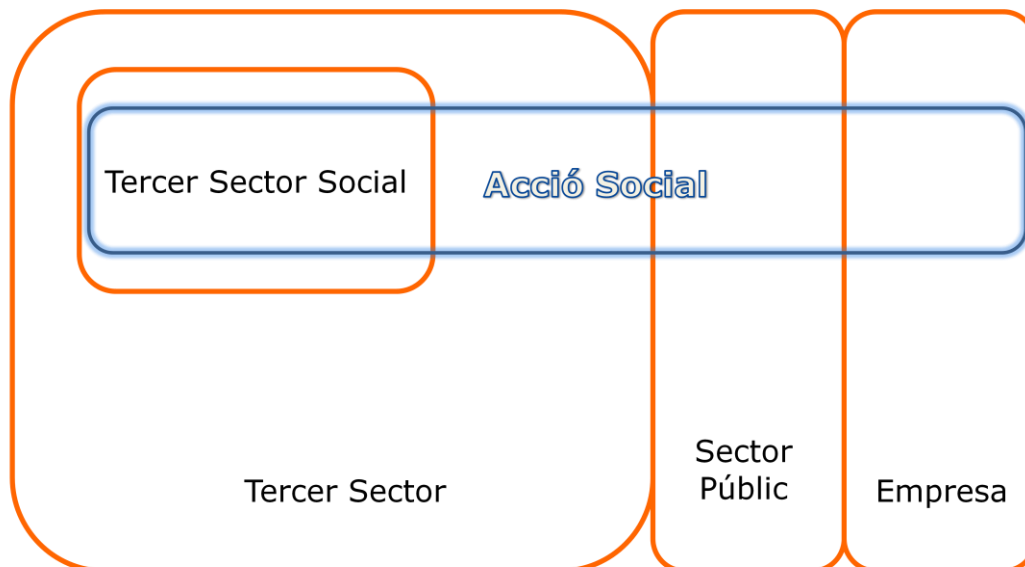 Tercer Sector Social
Acció Social
Tercer Sector
Sector
Públic
Empresa